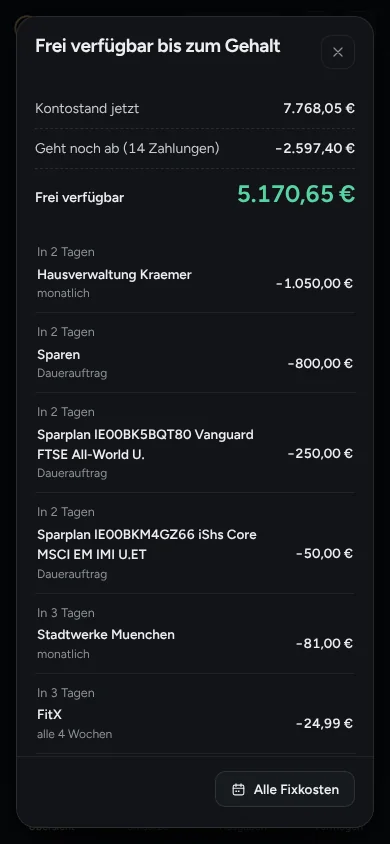 Frei verfügbar bis zum Gehalt
Kontostand jetzt 7.768,05 €
Geht noch ab (14 Zahlungen) −2.597,40 €
Frei verfügbar 5.170,65 €
In 2 Tagen
Hausverwaltung Kraemer −1.050,00 €
monatlich
In 2 Tagen
Sparen −800,00 €
Dauerauftrag
In 2 Tagen
Sparplan IE00BK5BQT80 Vanguard
FTSE All-World U. −250,00 €
Dauerauftrag
In 2 Tagen
Sparplan IE00BKM4GZ66 iShs Core
MSCI EM IMI U.ET −50,00 €
Dauerauftrag
In 3 Tagen
Stadtwerke Muenchen −81,00 €
monatlich
In 3 Tagen
FitX −24,99 €
alle 4 Wochen
Alle Fixkosten